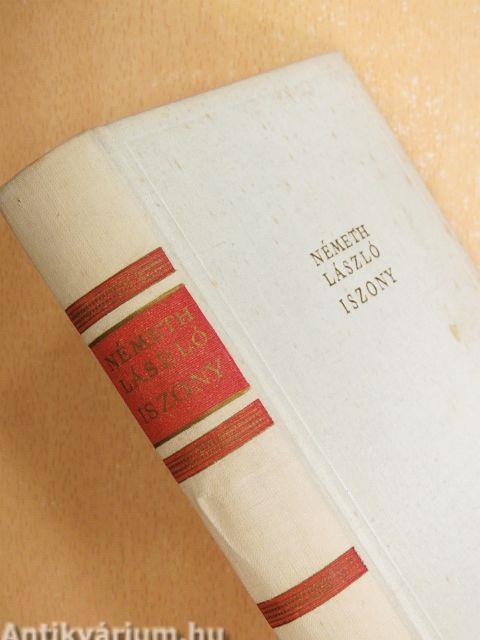 NÉMETH
LÁSZLÓ
ISZONY
NÉMETH
LÁSZLÓ
ISZONY
Antikvárium.hu